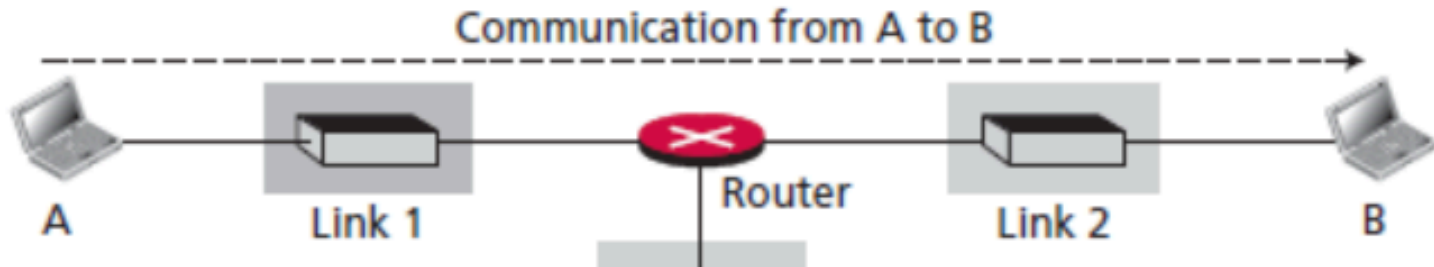 Communication from A to B
A
Link 1
Router
Link 2
B